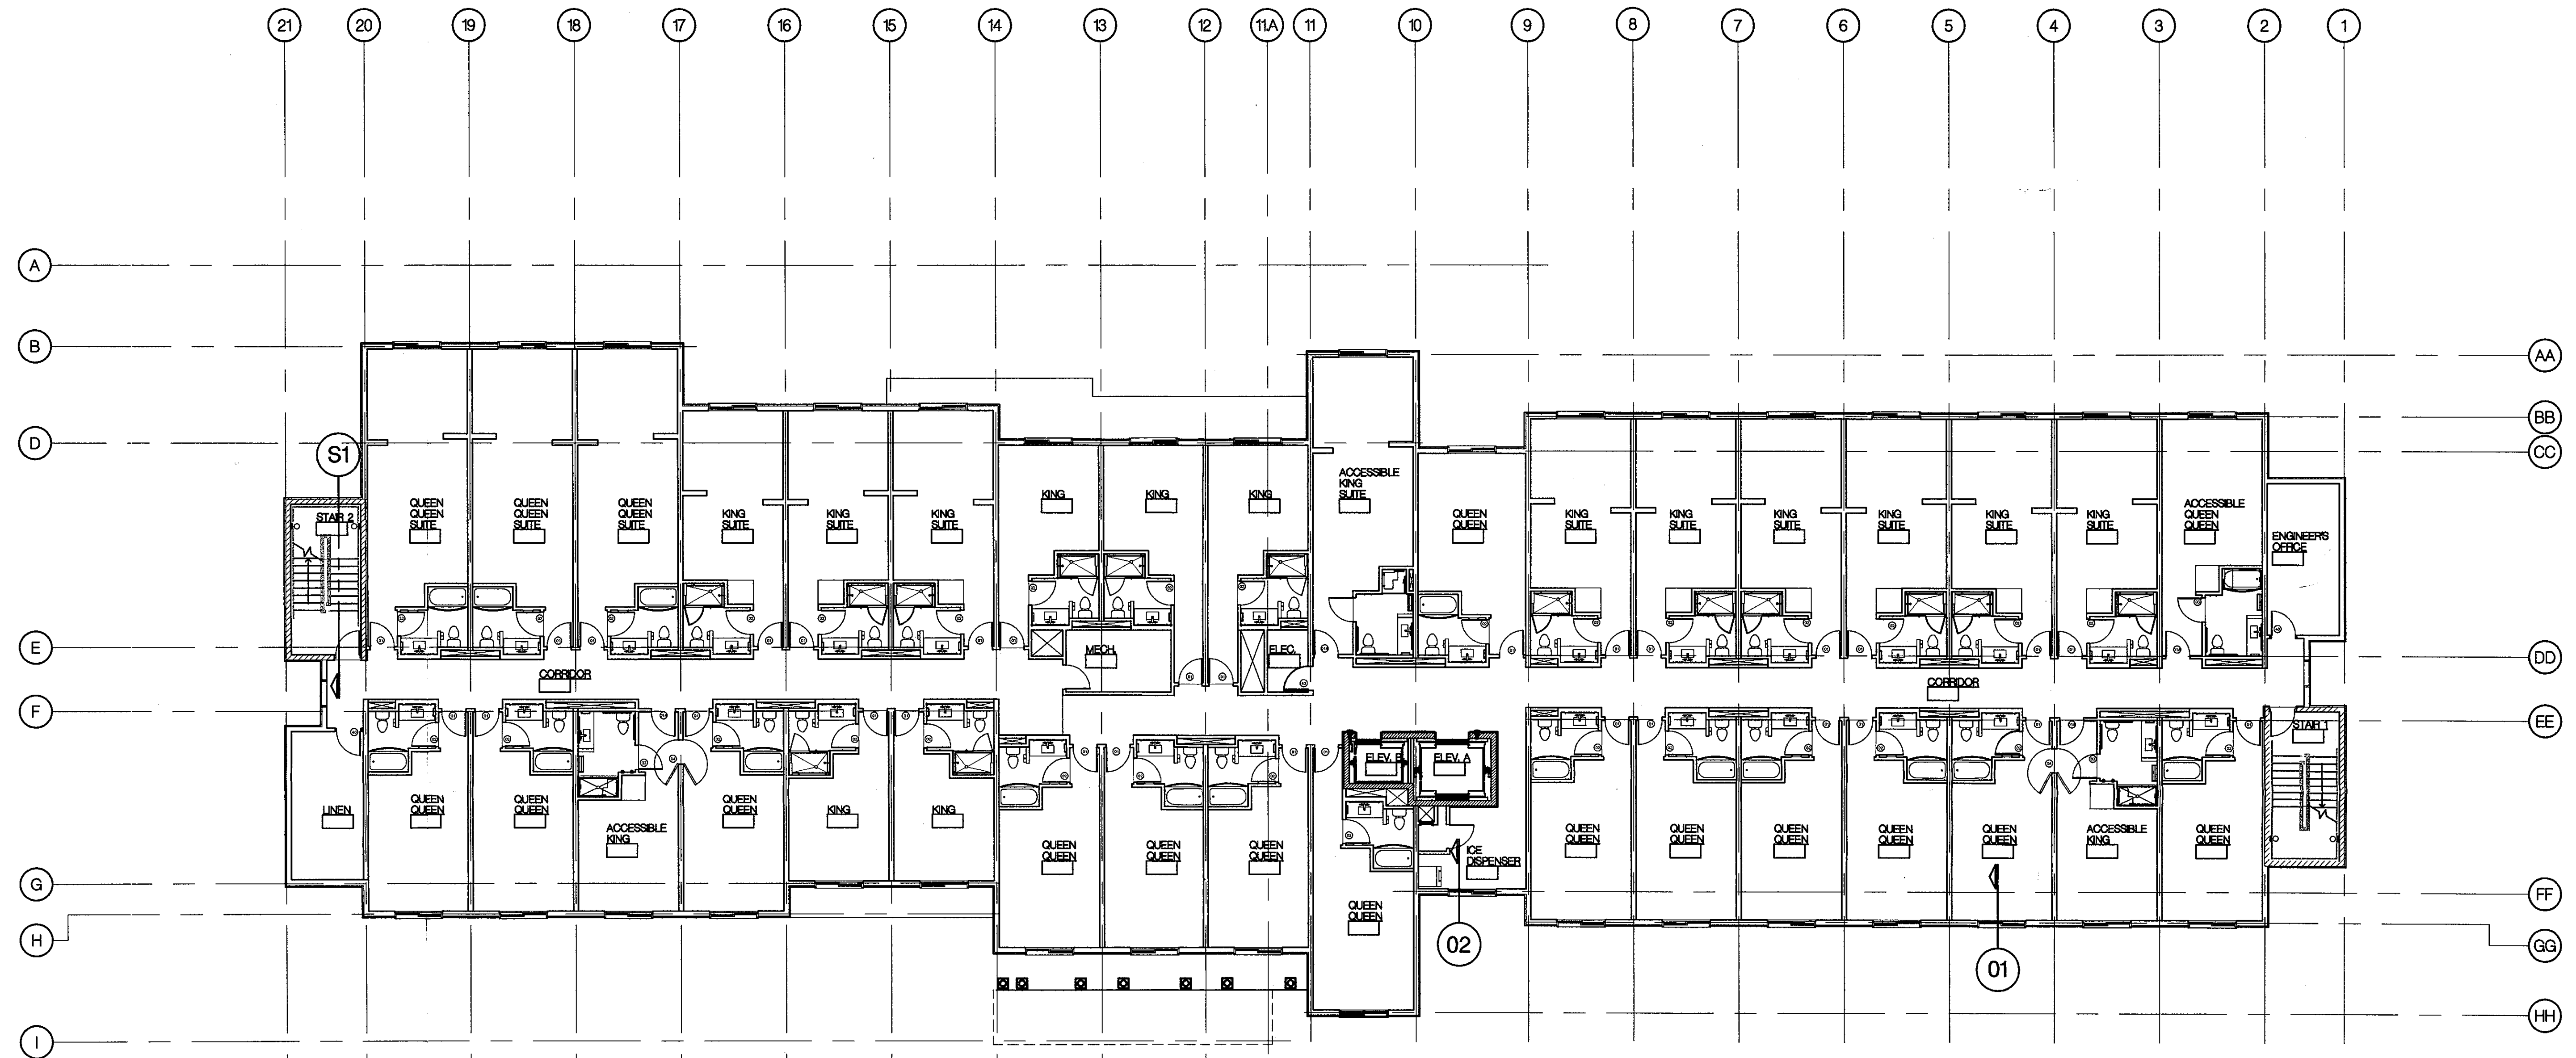 21
20
19
18
17
16
15
14
13
12
11.A
11
10
9
8
7
6
5
4
3
2
1
A
B
AA
BB
D
CC
S1
STAIR 2
QUEEN
QUEEN
SUITE
QUEEN
QUEEN
SUITE
QUEEN
QUEEN
SUITE
KING
SUITE
KING
SUITE
KING
SUITE
KING
KING
KING
ACCESSIBLE
KING
SUITE
QUEEN
QUEEN
KING
SUITE
KING
SUITE
KING
SUITE
KING
SUITE
KING
SUITE
KING
SUITE
ACCESSIBLE
QUEEN
QUEEN
ENGINEER'S
OFFICE
E
MECH.
ELEC.
DD
CORRIDOR
CORRIDOR
F
EE
STAIR 1
ELEV. B
ELEV. A
LINEN
QUEEN
QUEEN
QUEEN
QUEEN
ACCESSIBLE
KING
QUEEN
QUEEN
KING
KING
QUEEN
QUEEN
QUEEN
QUEEN
QUEEN
QUEEN
QUEEN
QUEEN
ICE
DISPENSER
QUEEN
QUEEN
QUEEN
QUEEN
QUEEN
QUEEN
QUEEN
QUEEN
QUEEN
QUEEN
ACCESSIBLE
KING
QUEEN
QUEEN
G
FF
H
02
01
GG
HH
I